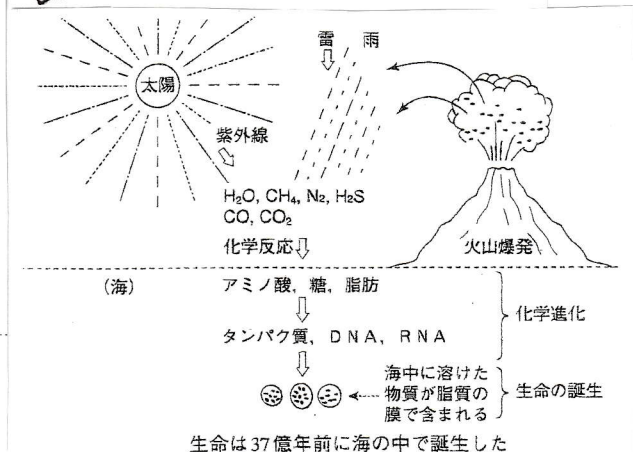 雷 雨
太陽
紫外線
H₂O, CH₄, N₂, H₂S
CO, CO₂
化学反応
火山爆発
(海)
アミノ酸, 糖, 脂肪
化学進化
タンパク質, DNA, RNA
海中に溶けた
物質が脂質の
膜で含まれる
生命の誕生
生命は37億年前に海の中で誕生した